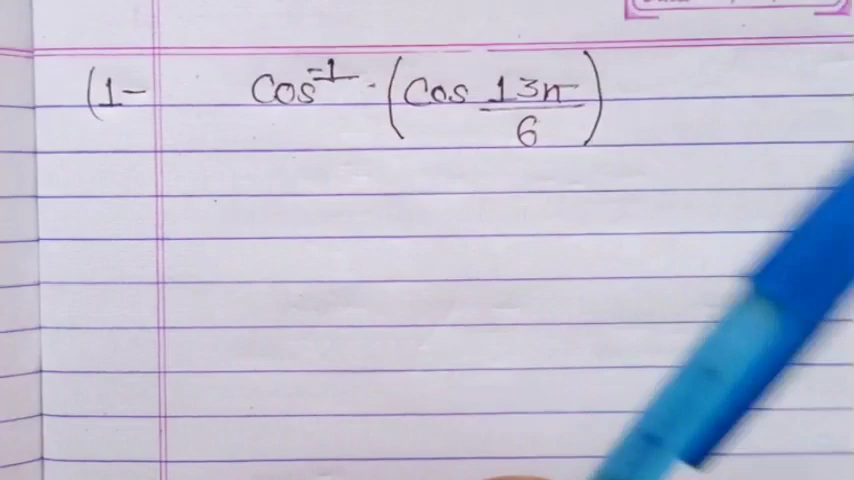 (1- cos⁻¹ · (cos 13π/6)